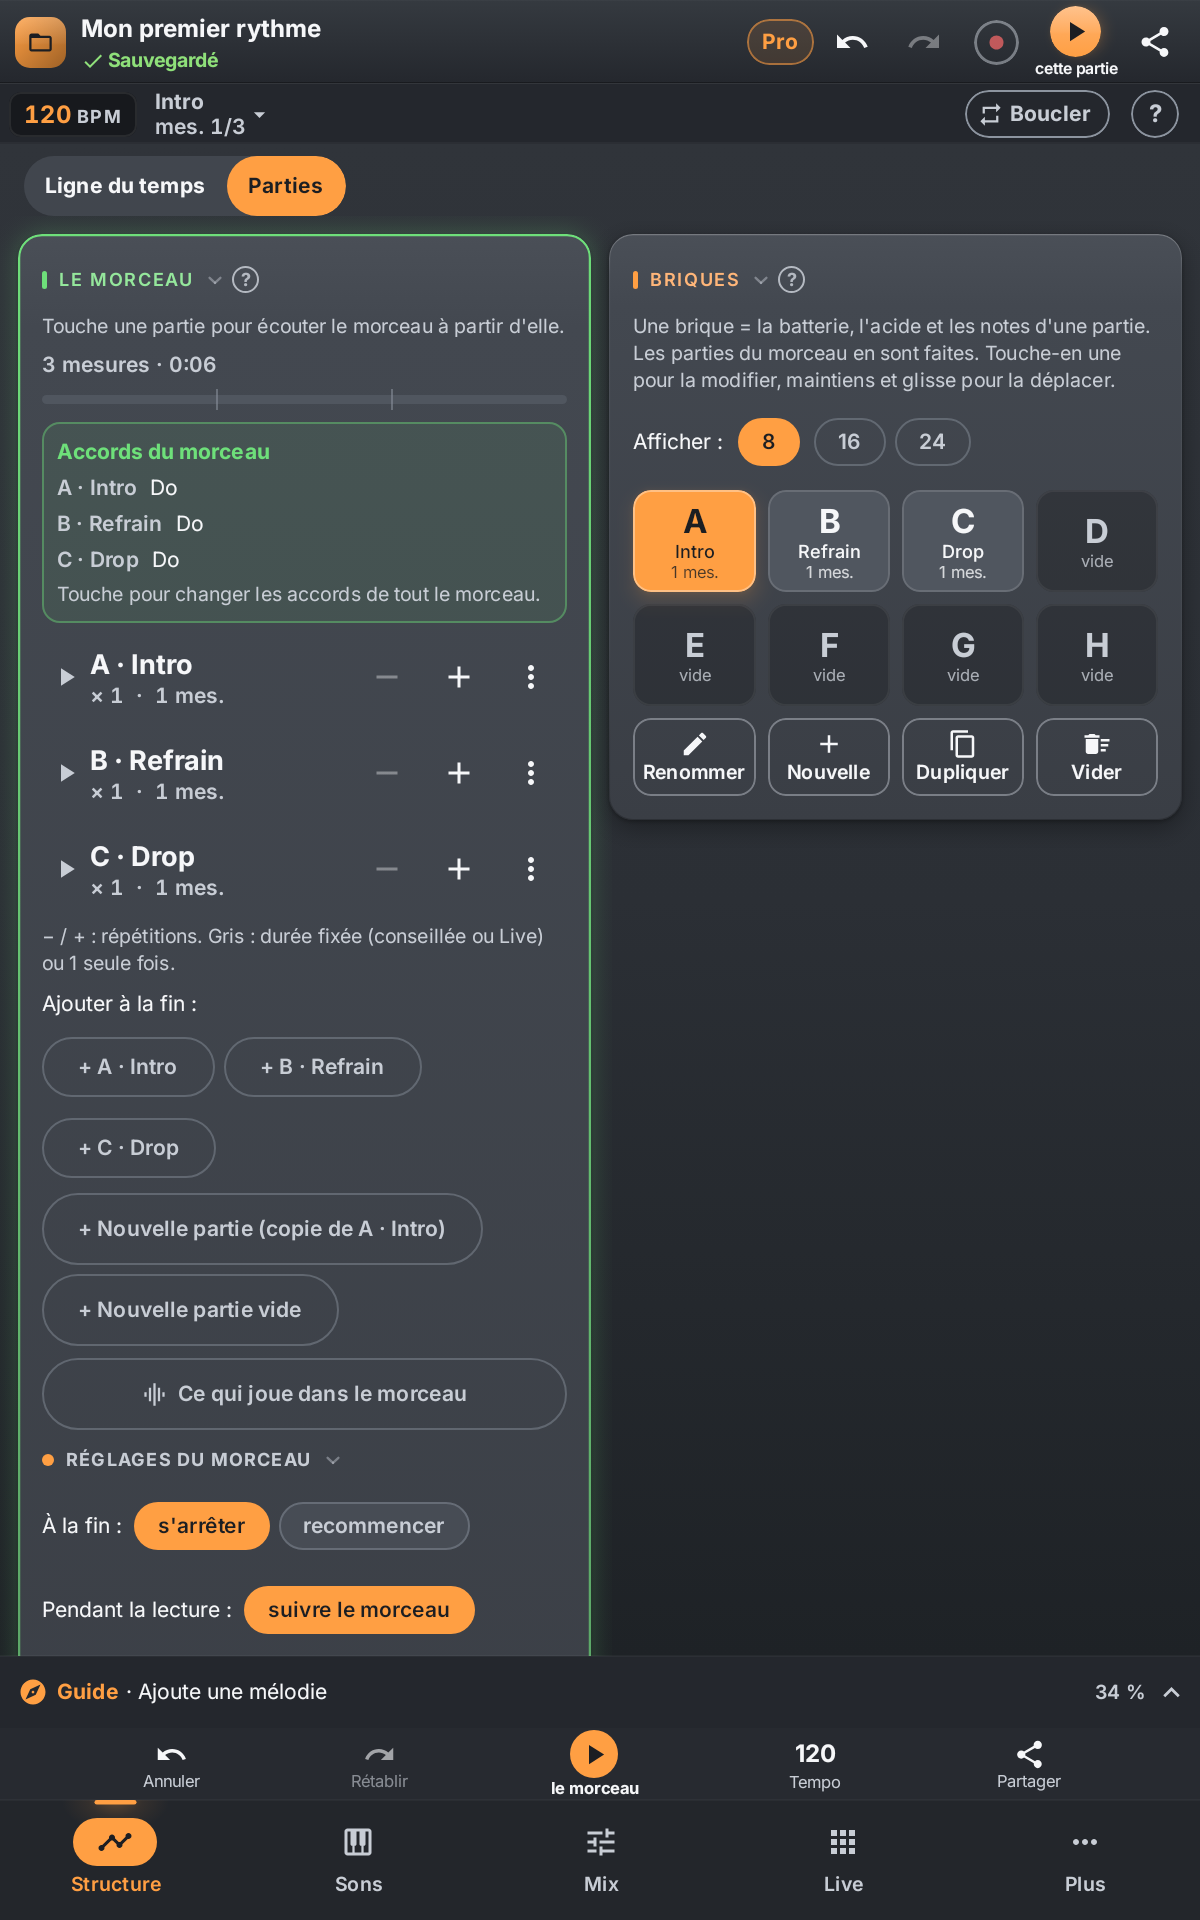 Mon premier rythme
Sauvegardé
Pro
cette partie
120 BPM
Intro
mes. 1/3
Boucler
?
Ligne du temps
Parties
LE MORCEAU
?
Touche une partie pour écouter le morceau à partir d'elle.
3 mesures · 0:06
Accords du morceau
A · Intro Do
B · Refrain Do
C · Drop Do
Touche pour changer les accords de tout le morceau.
A · Intro
× 1 · 1 mes.
B · Refrain
× 1 · 1 mes.
C · Drop
× 1 · 1 mes.
− / + : répétitions. Gris : durée fixée (conseillée ou Live)
ou 1 seule fois.
Ajouter à la fin :
+ A · Intro
+ B · Refrain
+ C · Drop
+ Nouvelle partie (copie de A · Intro)
+ Nouvelle partie vide
Ce qui joue dans le morceau
RÉGLAGES DU MORCEAU
À la fin :
s'arrêter
recommencer
Pendant la lecture :
suivre le morceau
BRIQUES
?
Une brique = la batterie, l'acide et les notes d'une partie.
Les parties du morceau en sont faites. Touche-en une
pour la modifier, maintiens et glisse pour la déplacer.
Afficher :
8
16
24
A
Intro
1 mes.
B
Refrain
1 mes.
C
Drop
1 mes.
D
vide
E
vide
F
vide
G
vide
H
vide
Renommer
Nouvelle
Dupliquer
Vider
Guide · Ajoute une mélodie
34 %
Annuler
Rétablir
le morceau
120
Tempo
Partager
Structure
Sons
Mix
Live
Plus